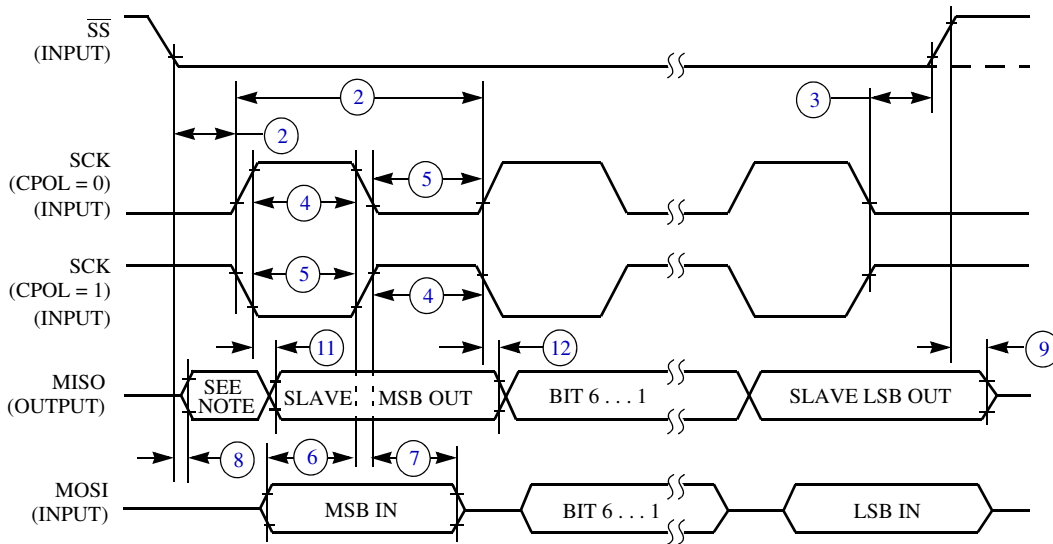 SS
(INPUT)
2
3
2
SCK
(CPOL = 0)
(INPUT)
5
4
SCK
(CPOL = 1)
(INPUT)
5
4
11
12
9
MISO
(OUTPUT)
SEE
NOTE
SLAVE
MSB OUT
BIT 6 . . . 1
SLAVE LSB OUT
8
6
7
MOSI
(INPUT)
MSB IN
BIT 6 . . . 1
LSB IN